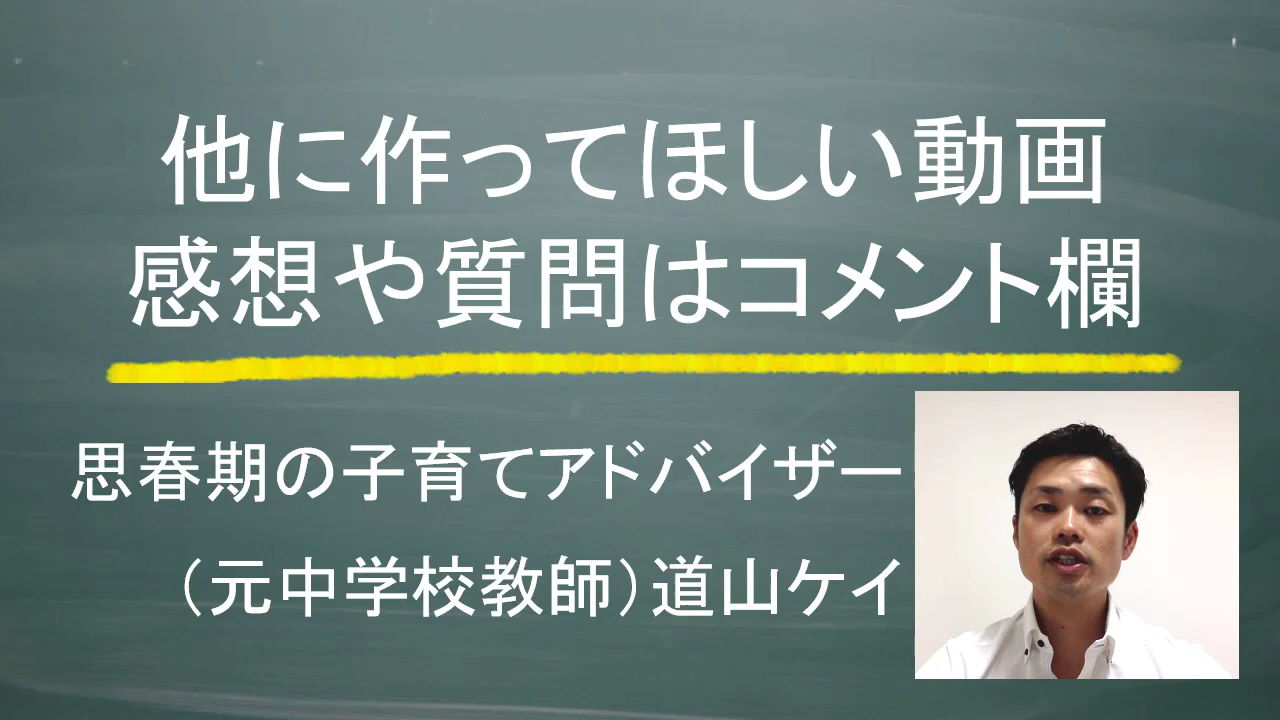 他に作ってほしい動画
感想や質問はコメント欄
思春期の子育てアドバイザー
（元中学校教師）道山ケイ